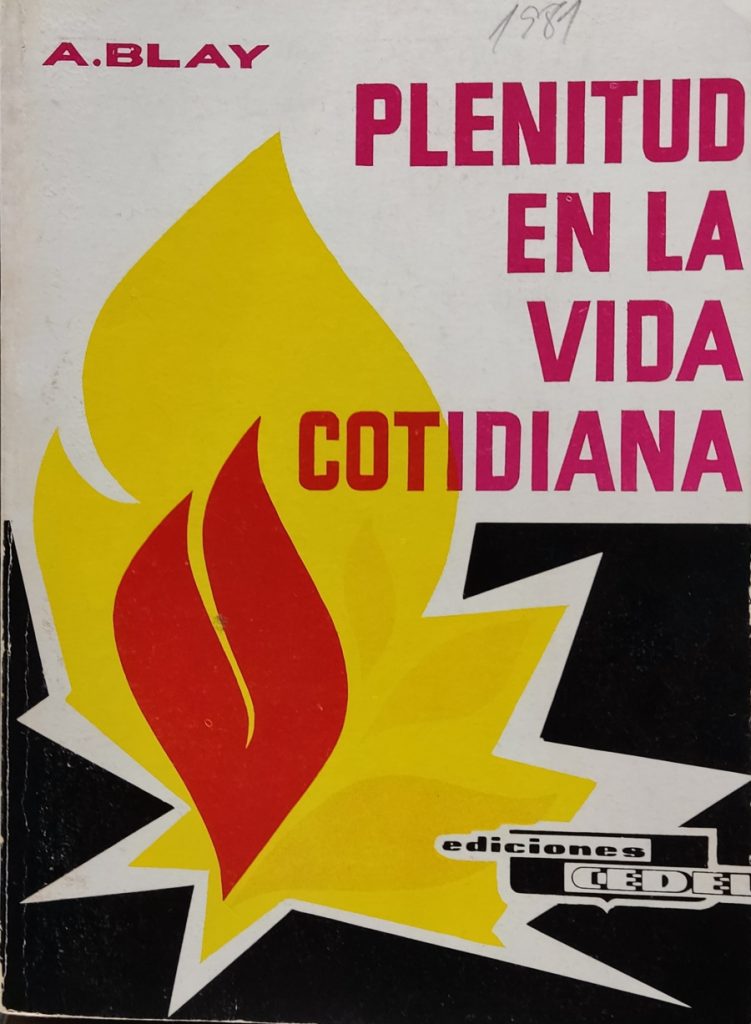 1981
A.BLAY
PLENITUD
EN LA
VIDA
COTIDIANA
ediciones
CEDEL